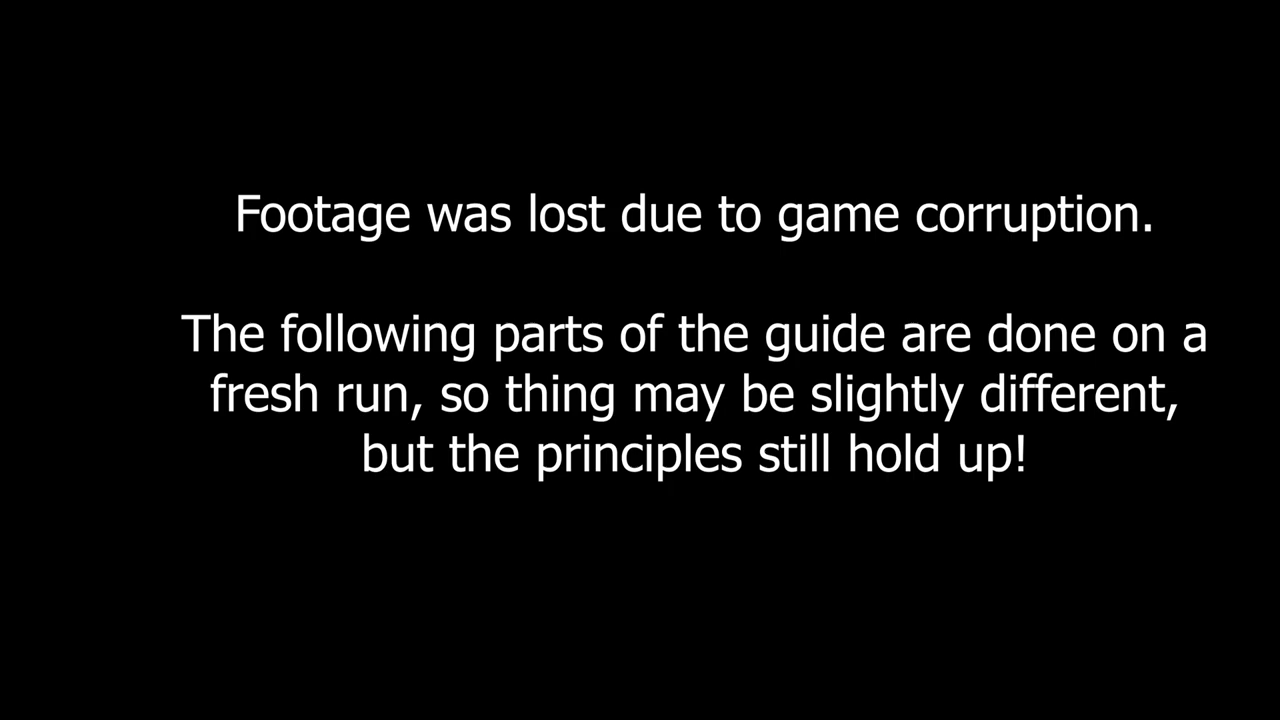 Footage was lost due to game corruption.
The following parts of the guide are done on a
fresh run, so thing may be slightly different,
but the principles still hold up!